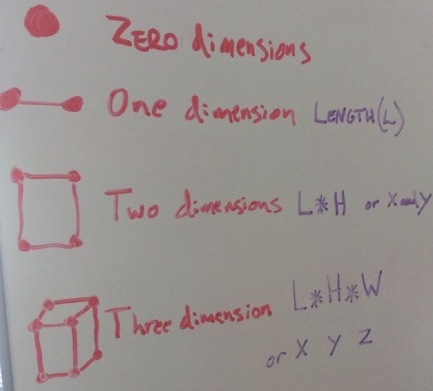 ZERO dimensions
One dimension LENGTH(L)
Two dimensions L*H or X and Y
Three dimension L*H*W
or X Y Z